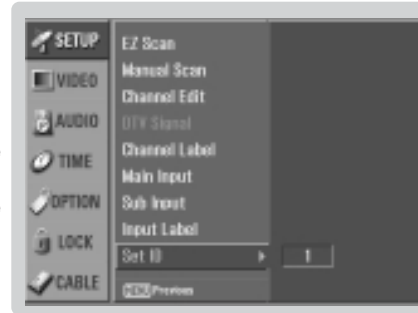 SETUP
VIDEO
AUDIO
TIME
OPTION
LOCK
CABLE
EZ Scan
Manual Scan
Channel Edit
DTV Signal
Channel Label
Main Input
Sub Input
Input Label
Set ID 1
MENU Previous